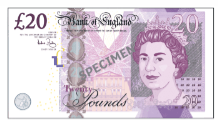 £20
Bank of England
20
SPECIMEN
Twenty
Pounds